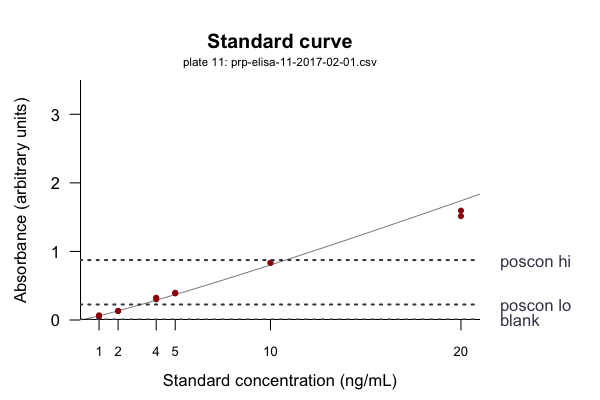 Standard curve
plate 11: prp-elisa-11-2017-02-01.csv
Absorbance (arbitrary units)
3
2
1
0
poscon hi
poscon lo
blank
1 2 4 5 10 20
Standard concentration (ng/mL)